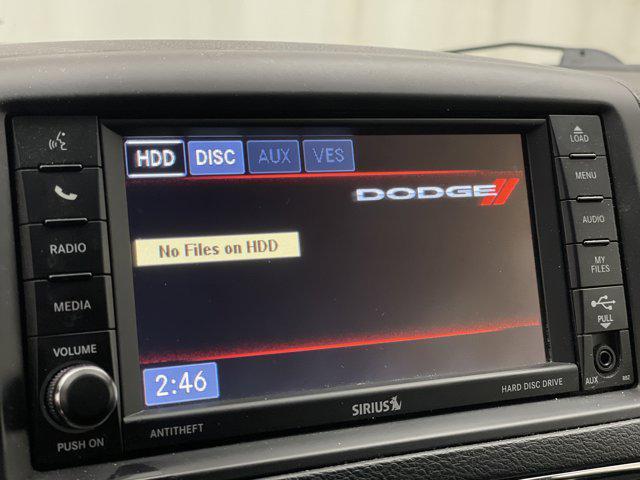 HDD DISC AUX VES
DODGE
No Files on HDD
2:46
RADIO
MEDIA
VOLUME
PUSH ON
ANTITHEFT
SIRIUS
HARD DISC DRIVE
LOAD
MENU
AUDIO
MY
FILES
PULL
AUX
RBZ